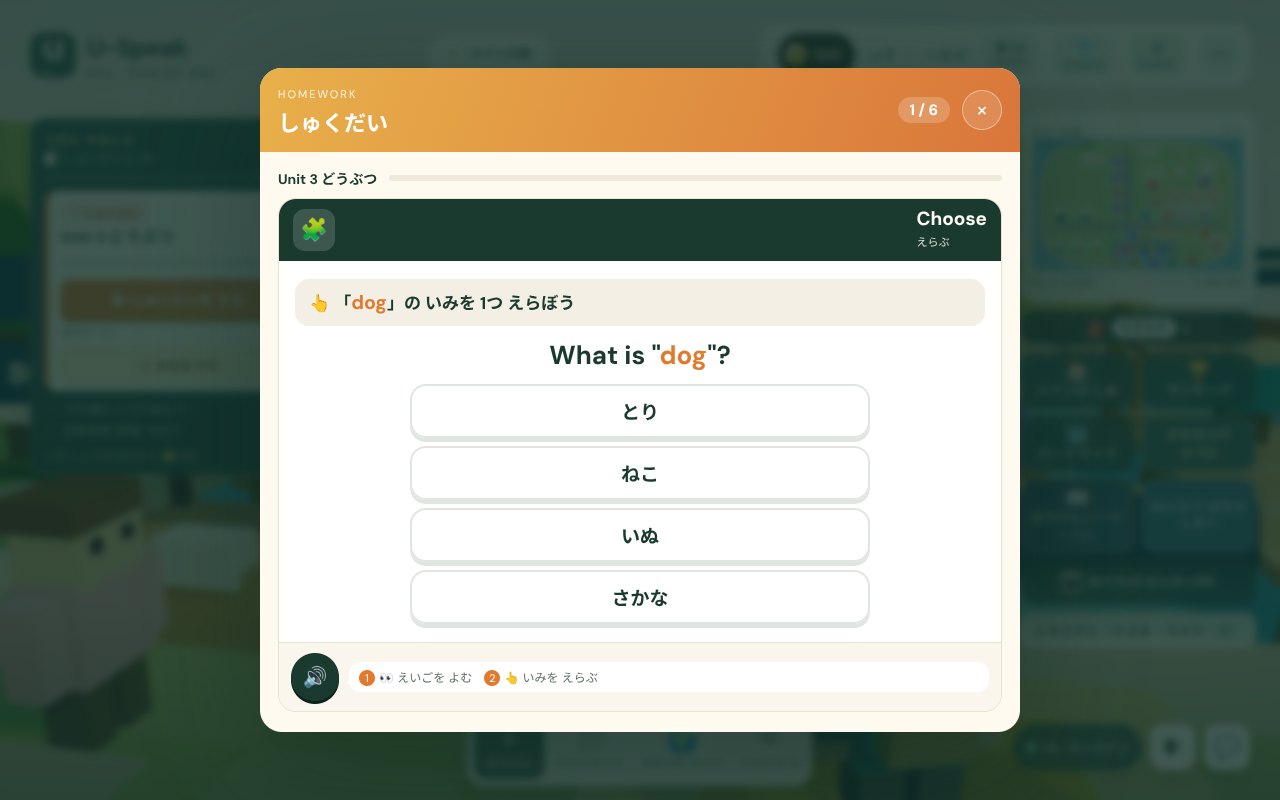 HOMEWORK
しゅくだい
1 / 6
×
Unit 3 どうぶつ
Choose
えらぶ
「dog」の いみを 1つ えらぼう
What is "dog"?
とり
ねこ
いぬ
さかな
1 えいごを よむ 2 いみを えらぶ
U-Speak